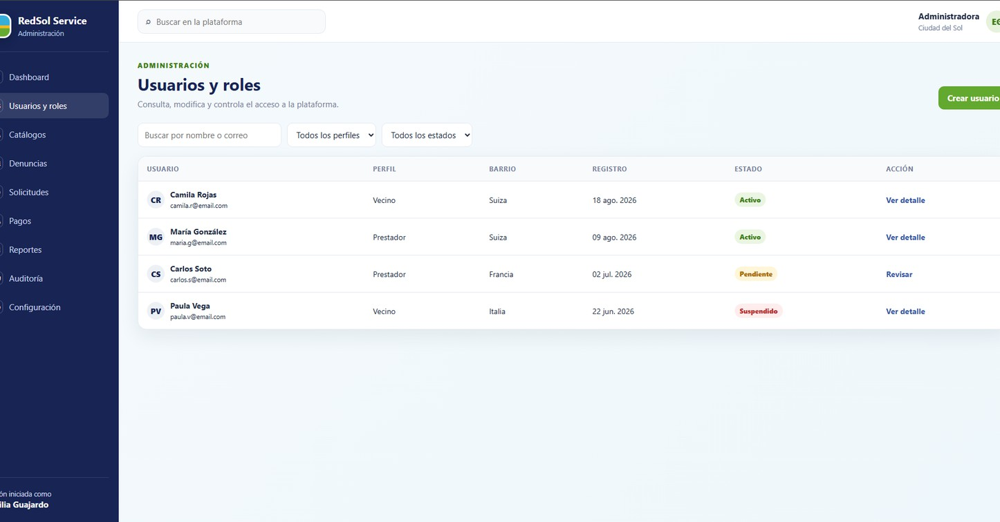 RedSol Service
Administración
Dashboard
Usuarios y roles
Catálogos
Denuncias
Solicitudes
Pagos
Reportes
Auditoría
Configuración
ón iniciada como
ilia Guajardo
Buscar en la plataforma
Administradora
Ciudad del Sol
EG
ADMINISTRACIÓN
Usuarios y roles
Consulta, modifica y controla el acceso a la plataforma.
Crear usuario
Buscar por nombre o correo
Todos los perfiles
Todos los estados
USUARIO PERFIL BARRIO REGISTRO ESTADO ACCIÓN
CR Camila Rojas Vecino Suiza 18 ago. 2026 Activo Ver detalle
camila.r@email.com
MG María González Prestador Suiza 09 ago. 2026 Activo Ver detalle
maria.g@email.com
CS Carlos Soto Prestador Francia 02 jul. 2026 Pendiente Revisar
carlos.s@email.com
PV Paula Vega Vecino Italia 22 jun. 2026 Suspendido Ver detalle
paula.v@email.com